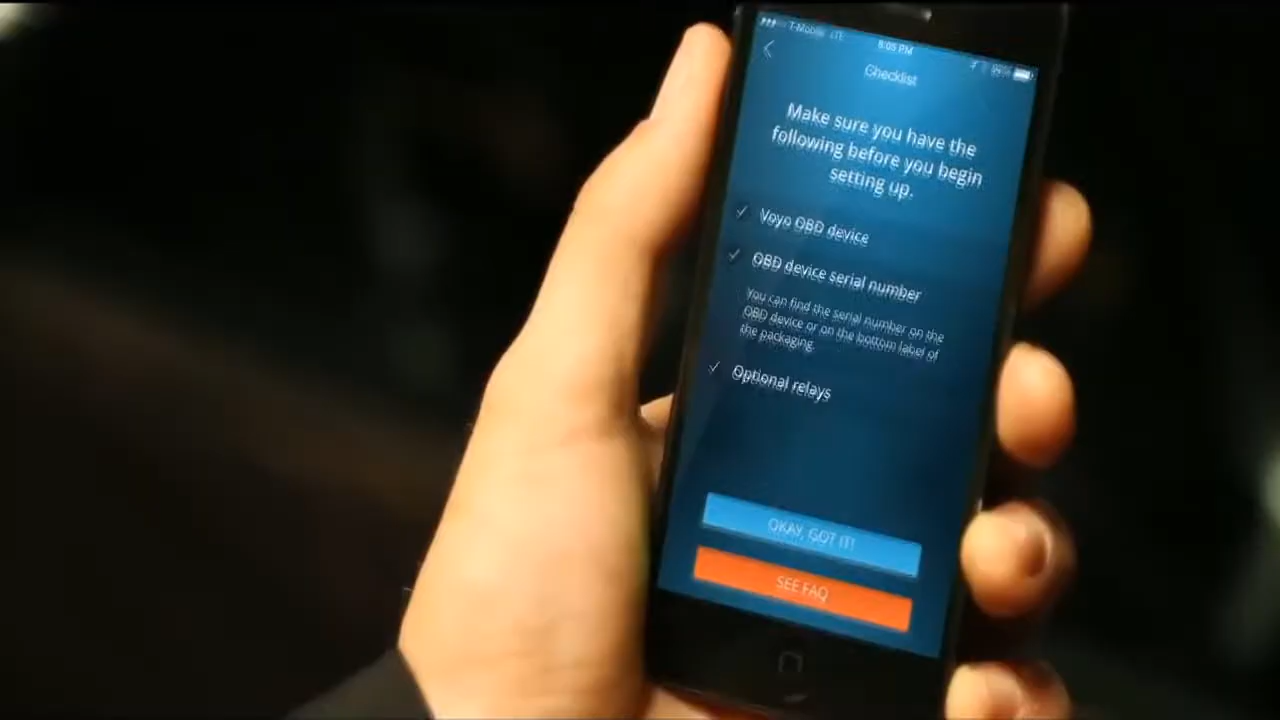 T-Mobile LTE 5:05 PM
Checklist
Make sure you have the
following before you begin
setting up.
Voyo OBD device
OBD device serial number
You can find the serial number on the
OBD device or on the bottom label of
the packaging.
Optional relays
OKAY, GOT IT!
SEE FAQ